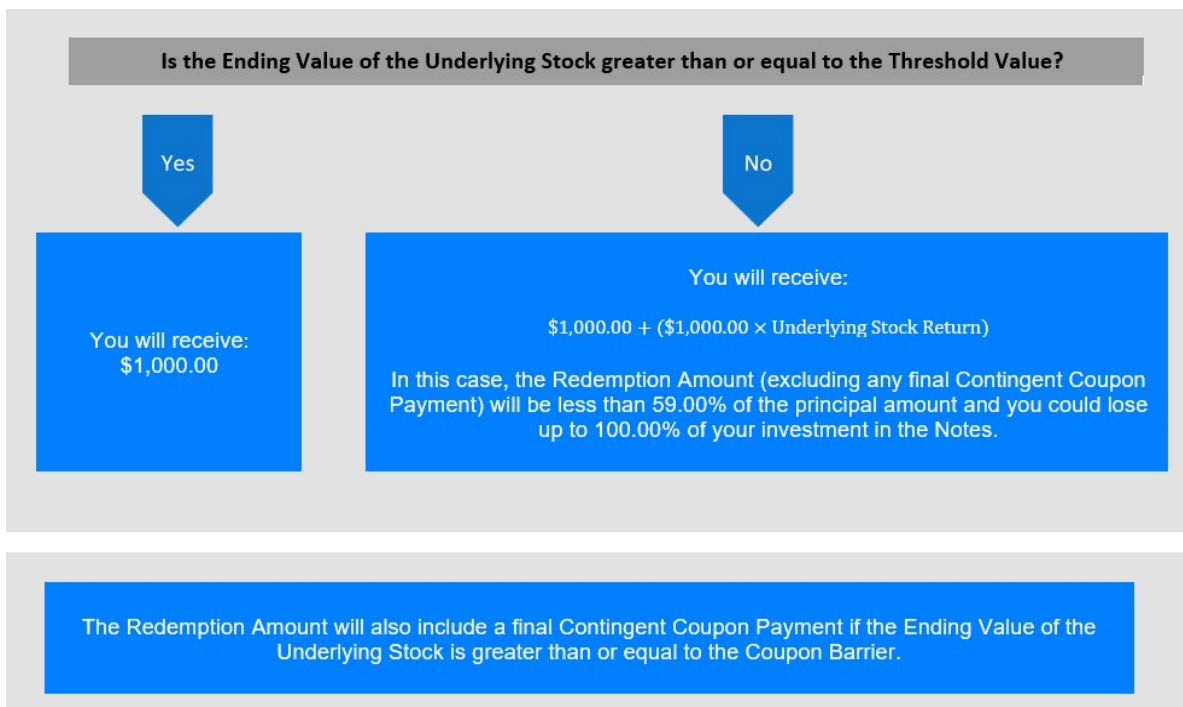 Is the Ending Value of the Underlying Stock greater than or equal to the Threshold Value?
Yes
No
You will receive:
$1,000.00
You will receive:
$1,000.00 + ($1,000.00 × Underlying Stock Return)
In this case, the Redemption Amount (excluding any final Contingent Coupon
Payment) will be less than 59.00% of the principal amount and you could lose
up to 100.00% of your investment in the Notes.
The Redemption Amount will also include a final Contingent Coupon Payment if the Ending Value of the
Underlying Stock is greater than or equal to the Coupon Barrier.